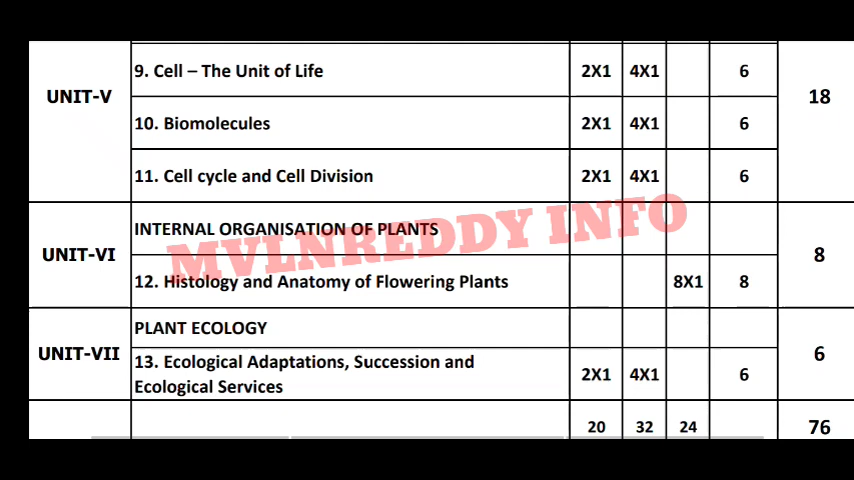 9. Cell – The Unit of Life 2X1 4X1 6
UNIT-V 18
10. Biomolecules 2X1 4X1 6
11. Cell cycle and Cell Division 2X1 4X1 6
INTERNAL ORGANISATION OF PLANTS
MVLNREDDY INFO
UNIT-VI 8
12. Histology and Anatomy of Flowering Plants 8X1 8
PLANT ECOLOGY
UNIT-VII 6
13. Ecological Adaptations, Succession and
Ecological Services 2X1 4X1 6
20 32 24 76